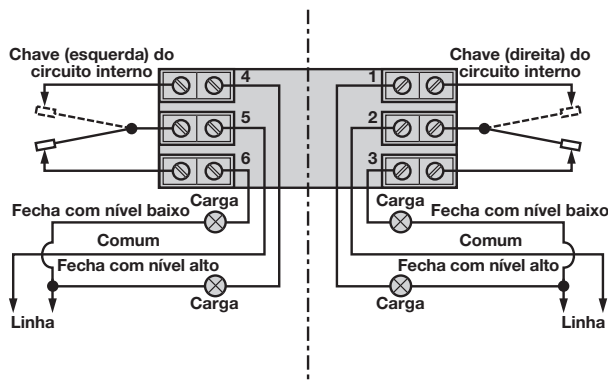 Chave (esquerda) do
circuito interno
4
5
6
Carga
Fecha com nível baixo
Comum
Fecha com nível alto
Carga
Linha
Chave (direita) do
circuito interno
1
2
3
Carga
Fecha com nível baixo
Comum
Fecha com nível alto
Carga
Linha